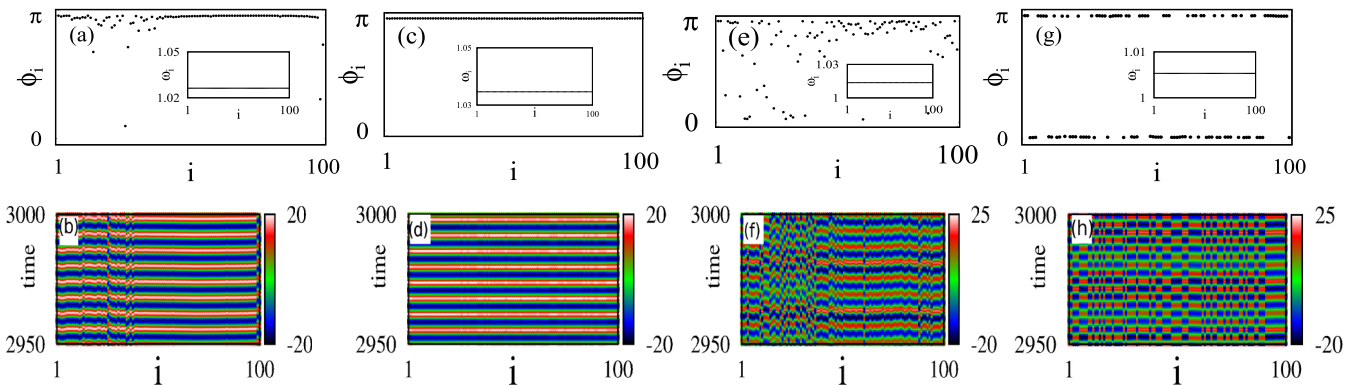 π (a) 1.05 ωi 1.02 1 i 100 ϕi 0 1 i 100
π (c) 1.05 ωi 1.03 1 i 100 ϕi 0 1 i 100
π (e) 1.03 ωi 1 1 i 100 ϕi 0 1 i 100
π (g) 1.01 ωi 1 1 i 100 ϕi 0 1 i 100
3000 (b) 20 time 2950 -20 1 i 100
3000 (d) 20 time 2950 -20 1 i 100
3000 (f) 25 time 2950 -20 1 i 100
3000 (h) 25 time 2950 -20 1 i 100